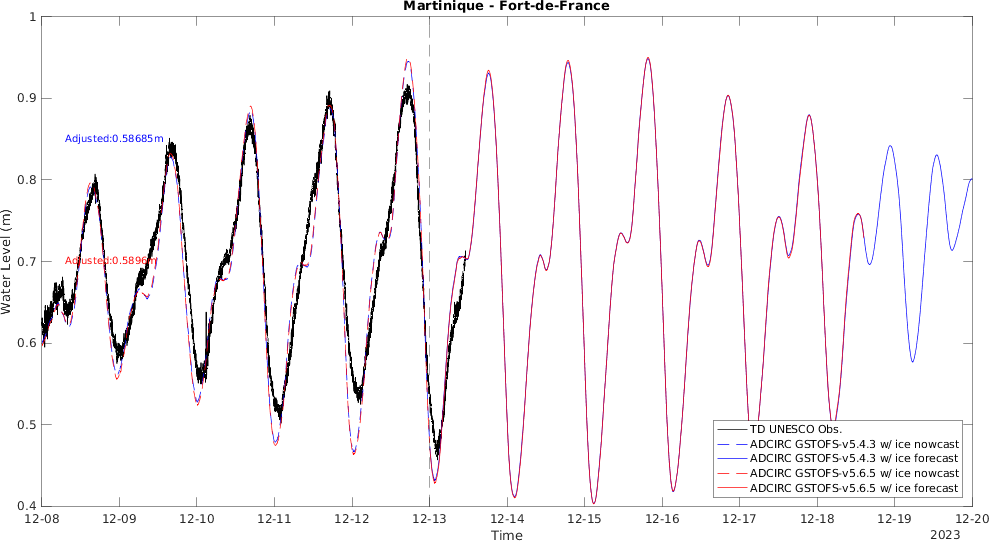 Martinique - Fort-de-France
1
0.9
0.8
0.7
0.6
0.5
0.4
Water Level (m)
Adjusted:0.58685m
Adjusted:0.5896m
TD UNESCO Obs.
ADCIRC GSTOFS-v5.4.3 w/ ice nowcast
ADCIRC GSTOFS-v5.4.3 w/ ice forecast
ADCIRC GSTOFS-v5.6.5 w/ ice nowcast
ADCIRC GSTOFS-v5.6.5 w/ ice forecast
12-08 12-09 12-10 12-11 12-12 12-13 12-14 12-15 12-16 12-17 12-18 12-19 12-20
Time
2023